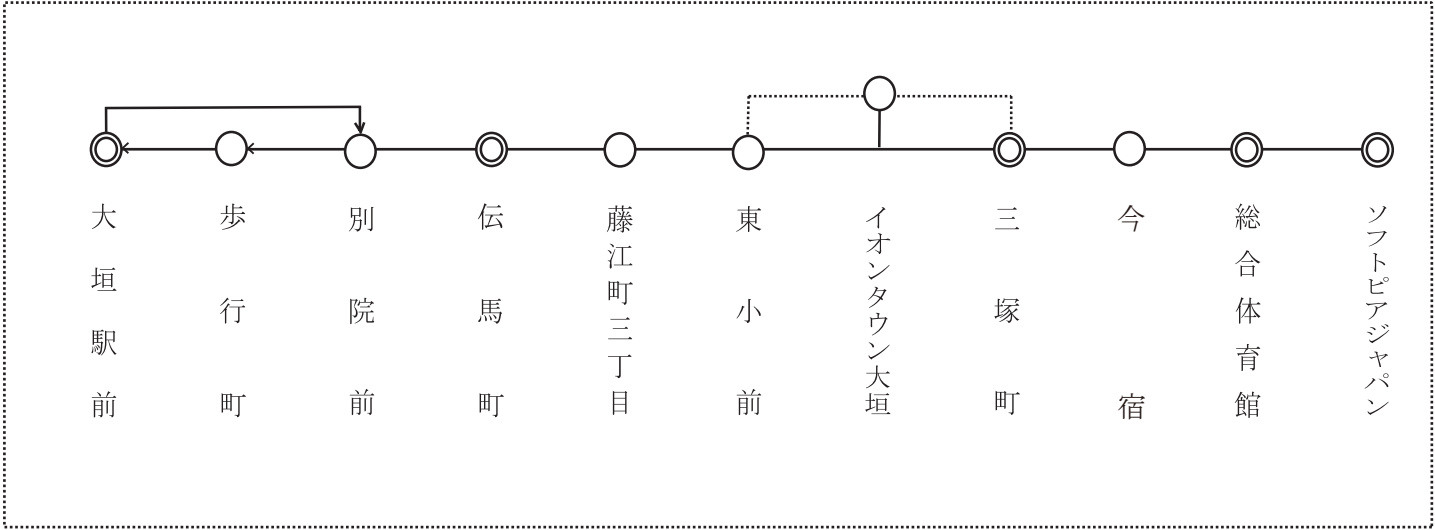 大垣駅前
歩行町
別院前
伝馬町
藤江町三丁目
東小前
イオンタウン大垣
三塚町
今宿
総合体育館
ソフトピアジャパン